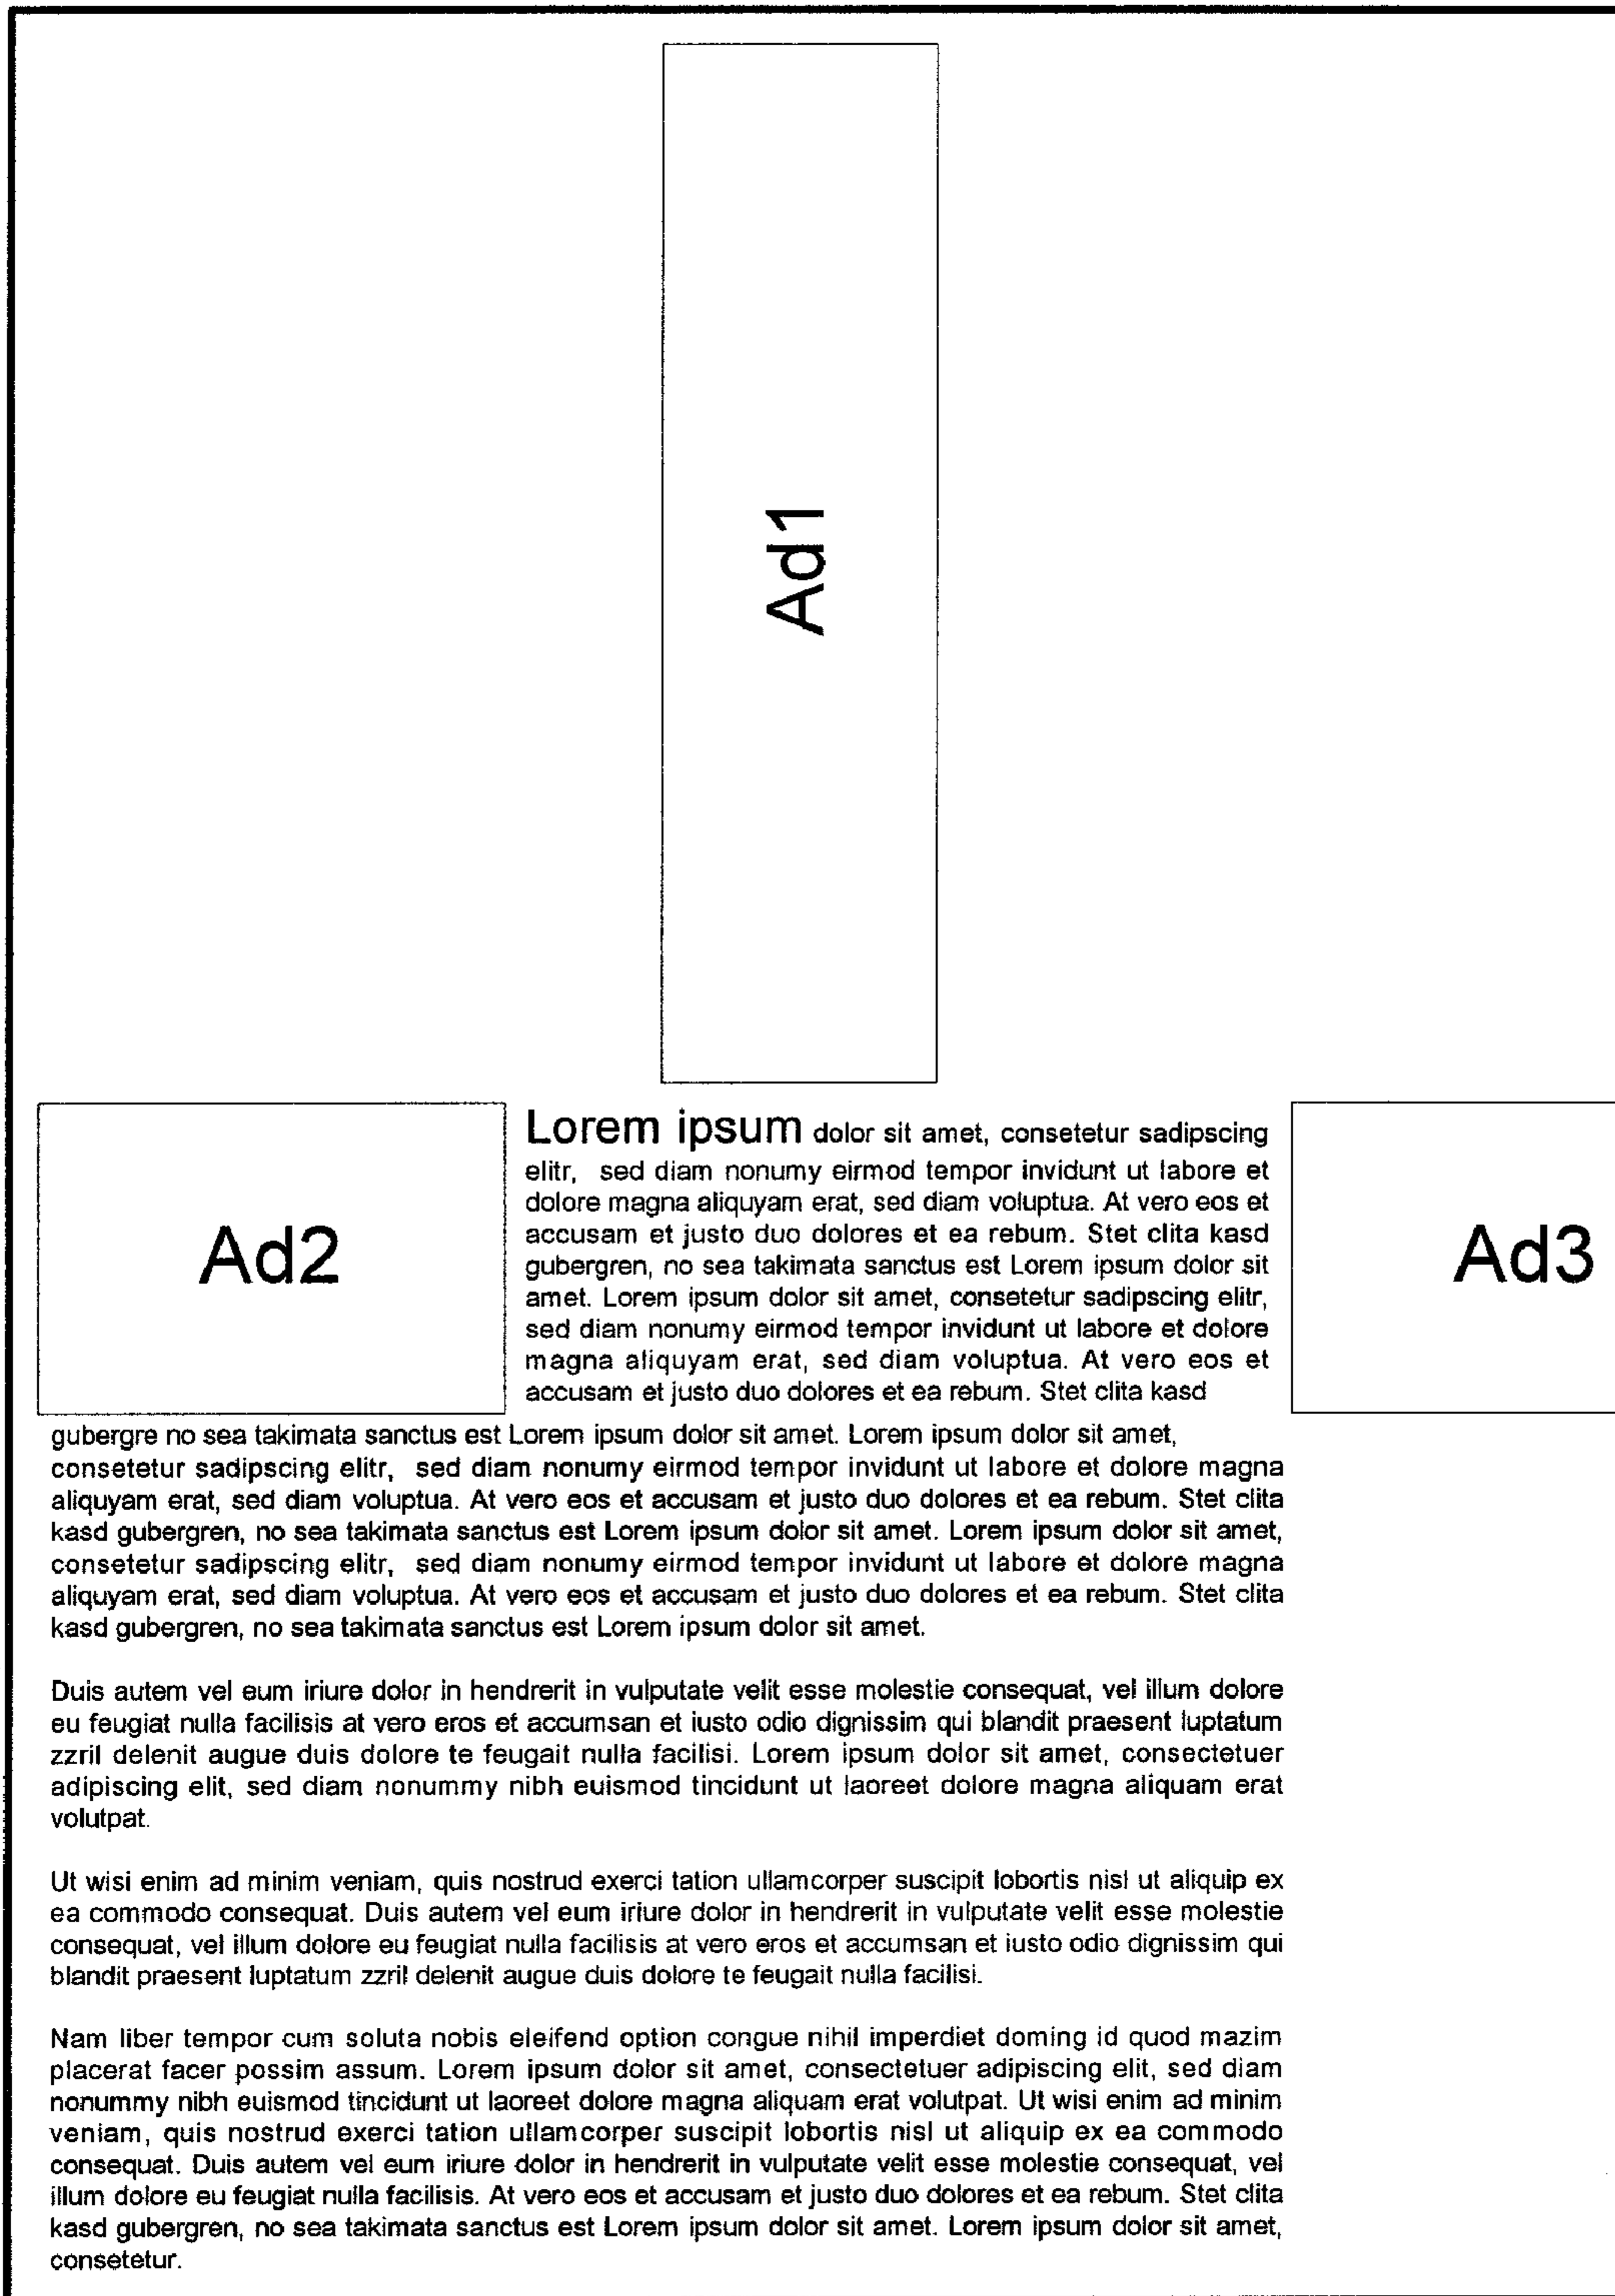 Ad1
Ad2
Lorem ipsum dolor sit amet, consetetur sadipscing
elitr, sed diam nonumy eirmod tempor invidunt ut labore et
dolore magna aliquyam erat, sed diam voluptua. At vero eos et
accusam et justo duo dolores et ea rebum. Stet clita kasd
gubergren, no sea takimata sanctus est Lorem ipsum dolor sit
amet. Lorem ipsum dolor sit amet, consetetur sadipscing elitr,
sed diam nonumy eirmod tempor invidunt ut labore et dolore
magna aliquyam erat, sed diam voluptua. At vero eos et
accusam et justo duo dolores et ea rebum. Stet clita kasd
Ad3
gubergre no sea takimata sanctus est Lorem ipsum dolor sit amet. Lorem ipsum dolor sit amet,
consetetur sadipscing elitr, sed diam nonumy eirmod tempor invidunt ut labore et dolore magna
aliquyam erat, sed diam voluptua. At vero eos et accusam et justo duo dolores et ea rebum. Stet clita
kasd gubergren, no sea takimata sanctus est Lorem ipsum dolor sit amet. Lorem ipsum dolor sit amet,
consetetur sadipscing elitr, sed diam nonumy eirmod tempor invidunt ut labore et dolore magna
aliquyam erat, sed diam voluptua. At vero eos et accusam et justo duo dolores et ea rebum. Stet clita
kasd gubergren, no sea takimata sanctus est Lorem ipsum dolor sit amet.
Duis autem vel eum iriure dolor in hendrerit in vulputate velit esse molestie consequat, vel illum dolore
eu feugiat nulla facilisis at vero eros et accumsan et iusto odio dignissim qui blandit praesent luptatum
zzril delenit augue duis dolore te feugait nulla facilisi. Lorem ipsum dolor sit amet, consectetuer
adipiscing elit, sed diam nonummy nibh euismod tincidunt ut laoreet dolore magna aliquam erat
volutpat.
Ut wisi enim ad minim veniam, quis nostrud exerci tation ullamcorper suscipit lobortis nisl ut aliquip ex
ea commodo consequat. Duis autem vel eum iriure dolor in hendrerit in vulputate velit esse molestie
consequat, vel illum dolore eu feugiat nulla facilisis at vero eros et accumsan et iusto odio dignissim qui
blandit praesent luptatum zzril delenit augue duis dolore te feugait nulla facilisi.
Nam liber tempor cum soluta nobis eleifend option congue nihil imperdiet doming id quod mazim
placerat facer possim assum. Lorem ipsum dolor sit amet, consectetuer adipiscing elit, sed diam
nonummy nibh euismod tincidunt ut laoreet dolore magna aliquam erat volutpat. Ut wisi enim ad minim
veniam, quis nostrud exerci tation ullamcorper suscipit lobortis nisl ut aliquip ex ea commodo
consequat. Duis autem vel eum iriure dolor in hendrerit in vulputate velit esse molestie consequat, vel
illum dolore eu feugiat nulla facilisis. At vero eos et accusam et justo duo dolores et ea rebum. Stet clita
kasd gubergren, no sea takimata sanctus est Lorem ipsum dolor sit amet. Lorem ipsum dolor sit amet,
consetetur.